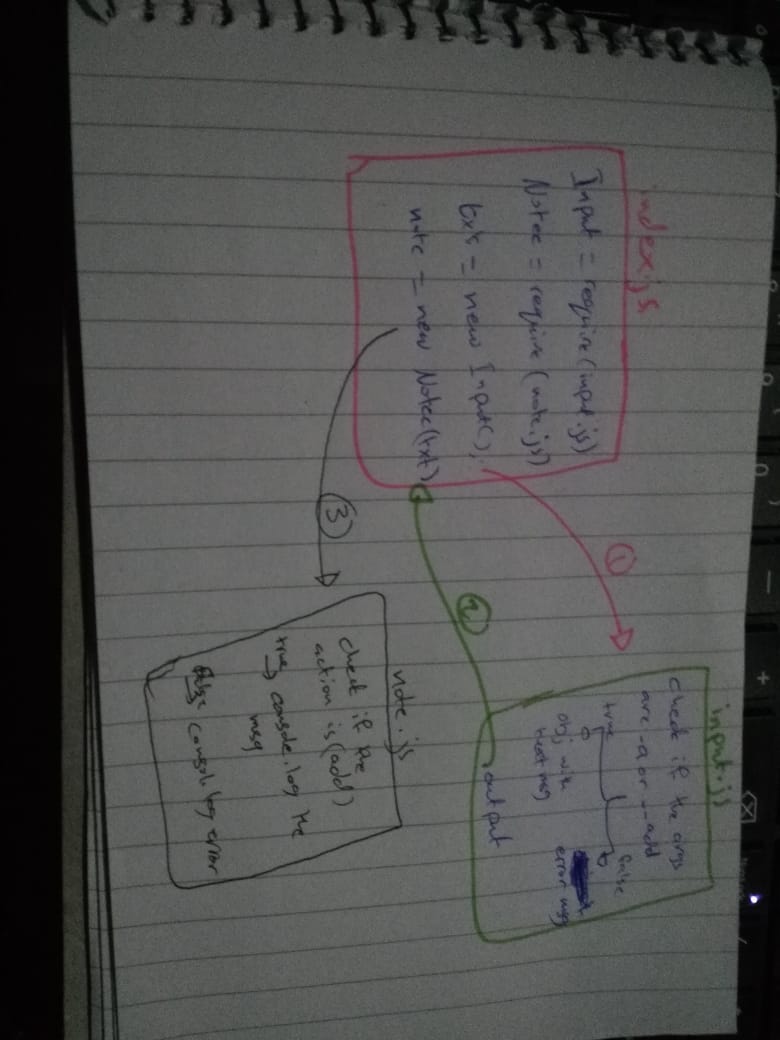 index.js
Input = require(input.js)
Notec = require(note.js)
txt = new Input();
note = new Notec(txt)
①
②
③
input.js
check if the args
are -a or --add
true false
obj with error msg
text msg
output
note.js
check if the
action is (add)
true → console.log the
msg
false → console log error